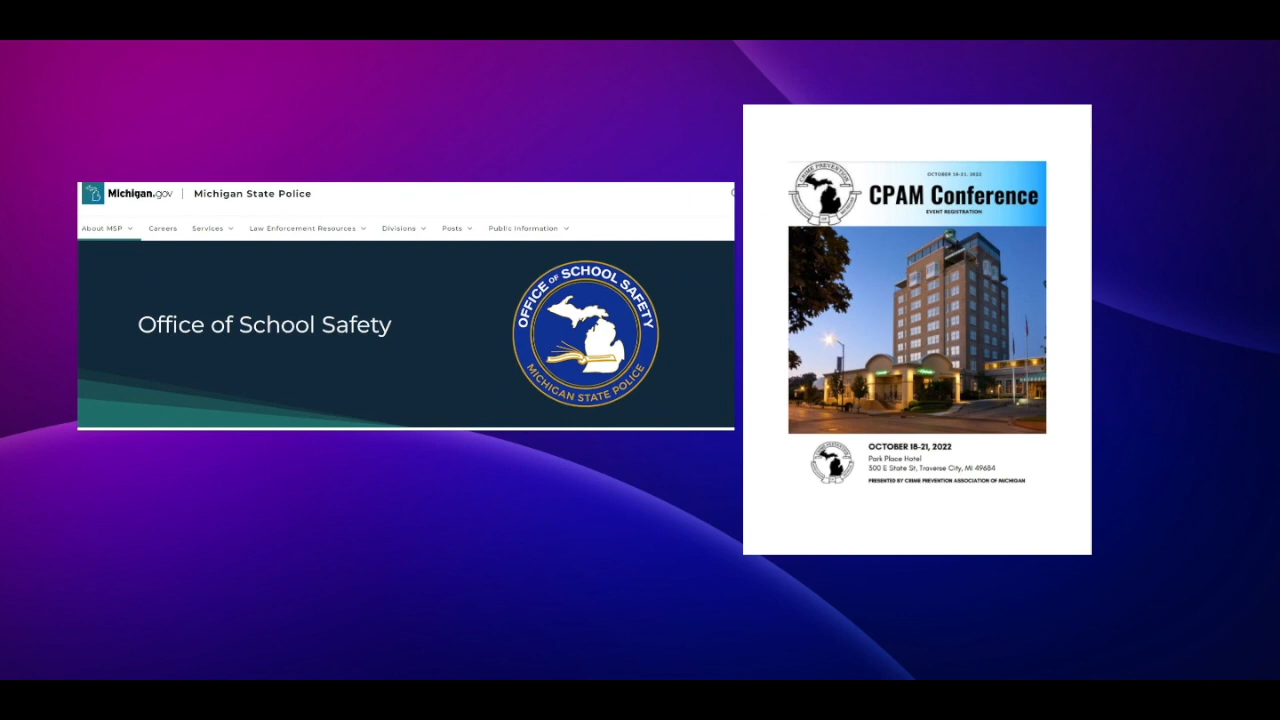 Michigan.gov | Michigan State Police
About MSP Careers Services Law Enforcement Resources Divisions Posts Public Information
Office of School Safety
OFFICE OF SCHOOL SAFETY
MICHIGAN STATE POLICE
OCTOBER 18-21, 2022
CPAM Conference
EVENT REGISTRATION
CRIME PREVENTION
OCTOBER 18-21, 2022
Park Place Hotel
300 E State St, Traverse City, MI 49684
PRESENTED BY CRIME PREVENTION ASSOCIATION OF MICHIGAN